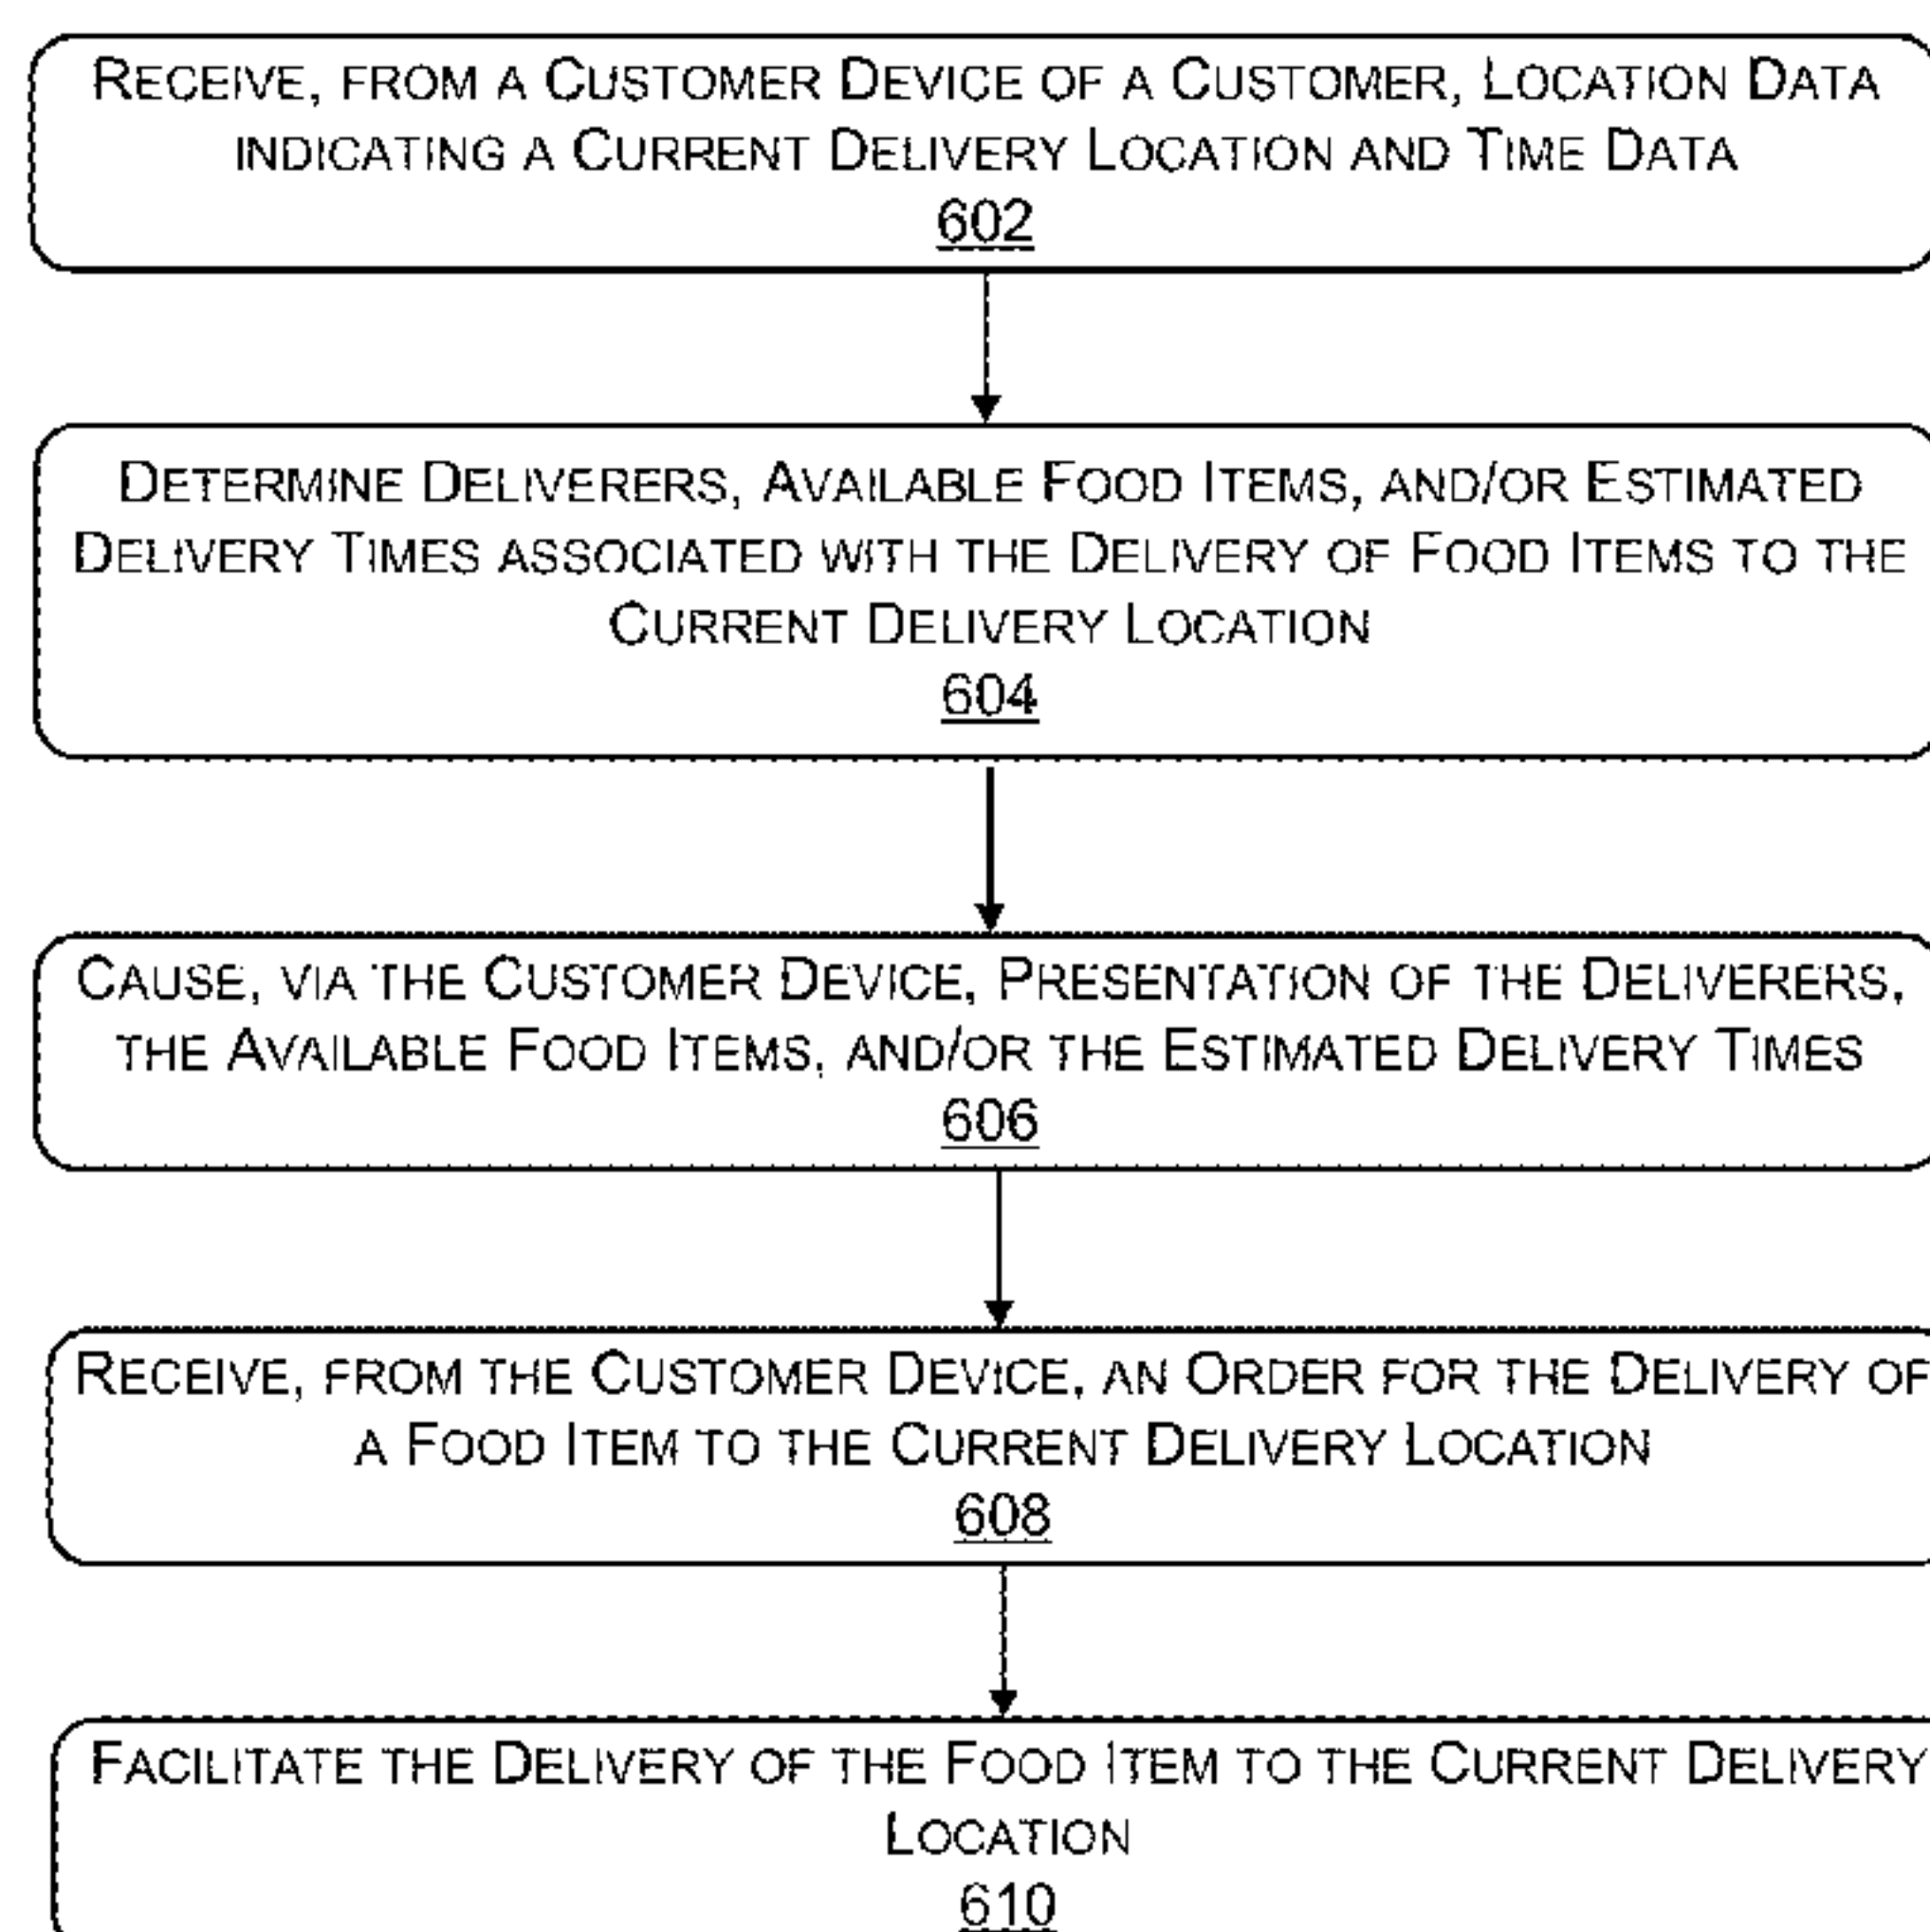 RECEIVE, FROM A CUSTOMER DEVICE OF A CUSTOMER, LOCATION DATA
INDICATING A CURRENT DELIVERY LOCATION AND TIME DATA
602
DETERMINE DELIVERERS, AVAILABLE FOOD ITEMS, AND/OR ESTIMATED
DELIVERY TIMES ASSOCIATED WITH THE DELIVERY OF FOOD ITEMS TO THE
CURRENT DELIVERY LOCATION
604
CAUSE, VIA THE CUSTOMER DEVICE, PRESENTATION OF THE DELIVERERS,
THE AVAILABLE FOOD ITEMS, AND/OR THE ESTIMATED DELIVERY TIMES
606
RECEIVE, FROM THE CUSTOMER DEVICE, AN ORDER FOR THE DELIVERY OF
A FOOD ITEM TO THE CURRENT DELIVERY LOCATION
608
FACILITATE THE DELIVERY OF THE FOOD ITEM TO THE CURRENT DELIVERY
LOCATION
610